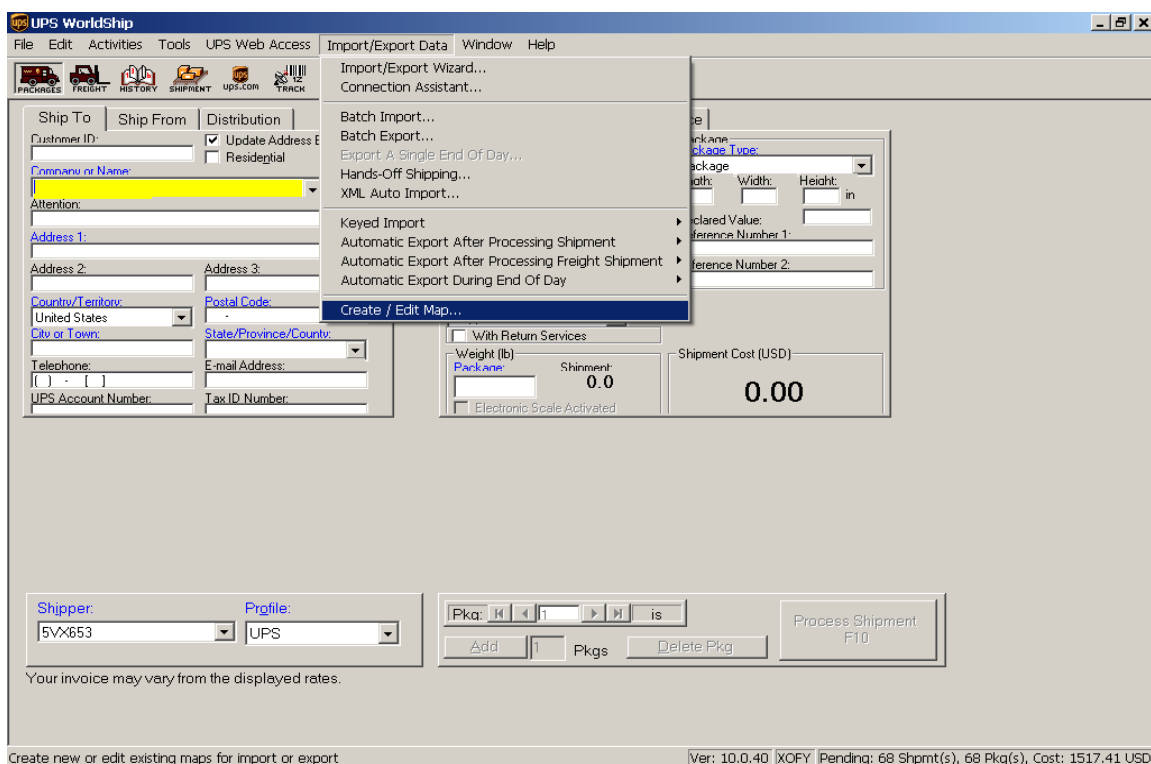 UPS WorldShip
File Edit Activities Tools UPS Web Access Import/Export Data Window Help
PACKAGES FREIGHT HISTORY SHIPMENT ups.com TRACK
Import/Export Wizard...
Connection Assistant...
Batch Import...
Batch Export...
Export A Single End Of Day...
Hands-Off Shipping...
XML Auto Import...
Keyed Import
Automatic Export After Processing Shipment
Automatic Export After Processing Freight Shipment
Automatic Export During End Of Day
Create / Edit Map...
Ship To Ship From Distribution
Customer ID: Update Address
Residential
Company or Name:
Attention:
Address 1:
Address 2: Address 3:
Country/Territory: Postal Code:
United States -
City or Town: State/Province/County:
Telephone: E-mail Address:
( ) - [ ]
UPS Account Number: Tax ID Number:
Width: Height:
in
Value:
Number 1:
Number 2:
With Return Services
Weight (lb) Shipment Cost (USD)
Package: Shipment:
0.0 0.00
Electronic Scale Activated
Shipper: Profile:
5VX653 UPS
Pkg: 1 is
Add 1 Pkgs Delete Pkg
Process Shipment
F10
Your invoice may vary from the displayed rates.
Create new or edit existing maps for import or export Ver: 10.0.40 XOFY Pending: 68 Shpmt(s), 68 Pkg(s), Cost: 1517.41 USD